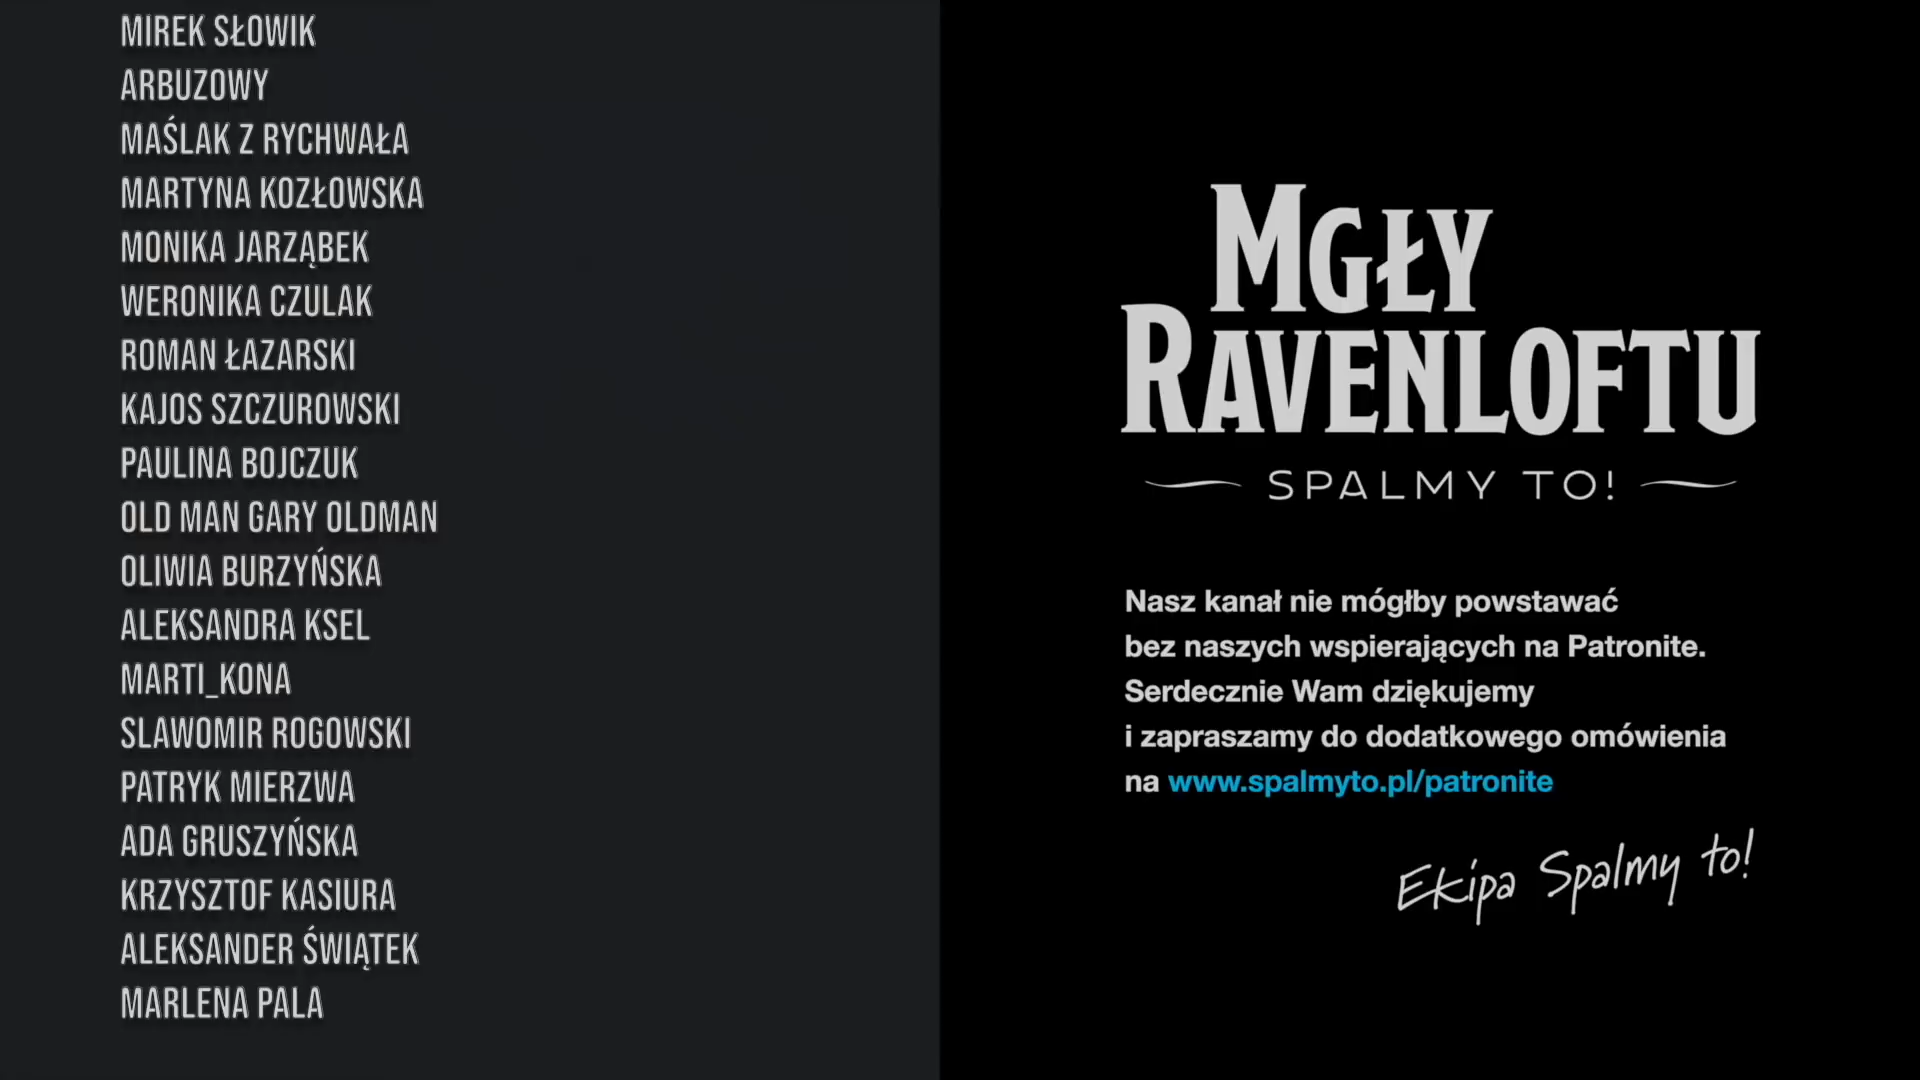 MIREK SŁOWIK
ARBUZOWY
MAŚLAK Z RYCHWAŁA
MARTYNA KOZŁOWSKA
MONIKA JARZĄBEK
WERONIKA CZULAK
ROMAN ŁAZARSKI
KAJOS SZCZUROWSKI
PAULINA BOJCZUK
OLD MAN GARY OLDMAN
OLIWIA BURZYŃSKA
ALEKSANDRA KSEL
MARTI_KONA
SLAWOMIR ROGOWSKI
PATRYK MIERZWA
ADA GRUSZYŃSKA
KRZYSZTOF KASIURA
ALEKSANDER ŚWIĄTEK
MARLENA PALA
MGŁY
RAVENLOFTU
SPALMY TO!
Nasz kanał nie mógłby powstawać
bez naszych wspierających na Patronite.
Serdecznie Wam dziękujemy
i zapraszamy do dodatkowego omówienia
na www.spalmyto.pl/patronite
Ekipa Spalmy to!